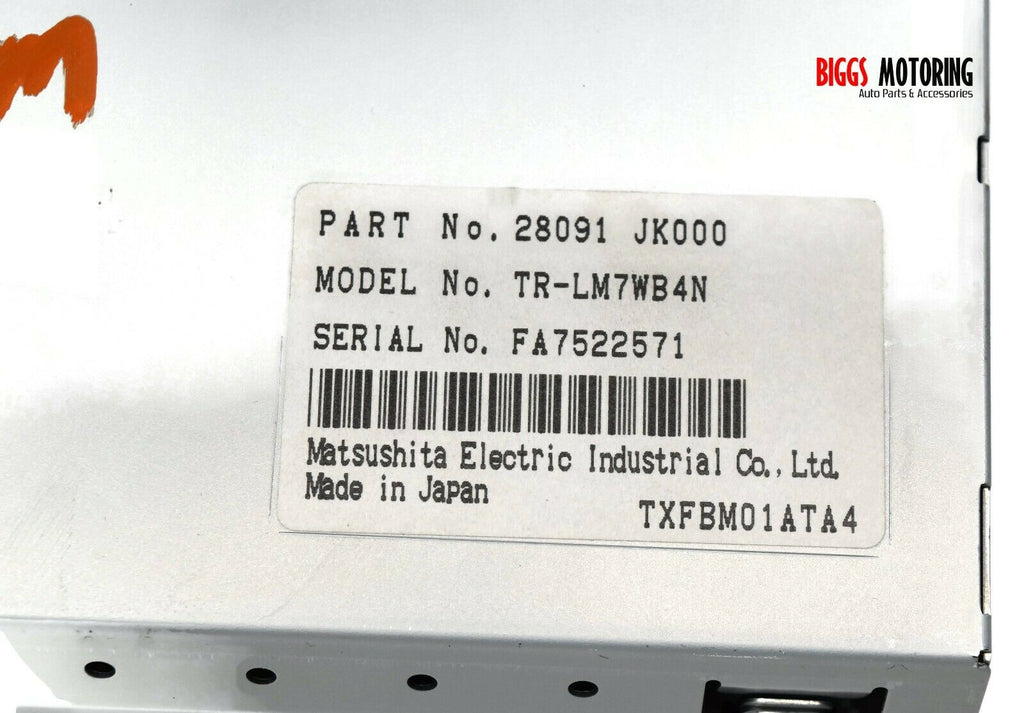 BIGGS MOTORING
Auto Parts & Accessories
PART No. 28091 JK000
MODEL No. TR-LM7WB4N
SERIAL No. FA7522571
Matsushita Electric Industrial Co., Ltd.
Made in Japan
TXFBM01ATA4